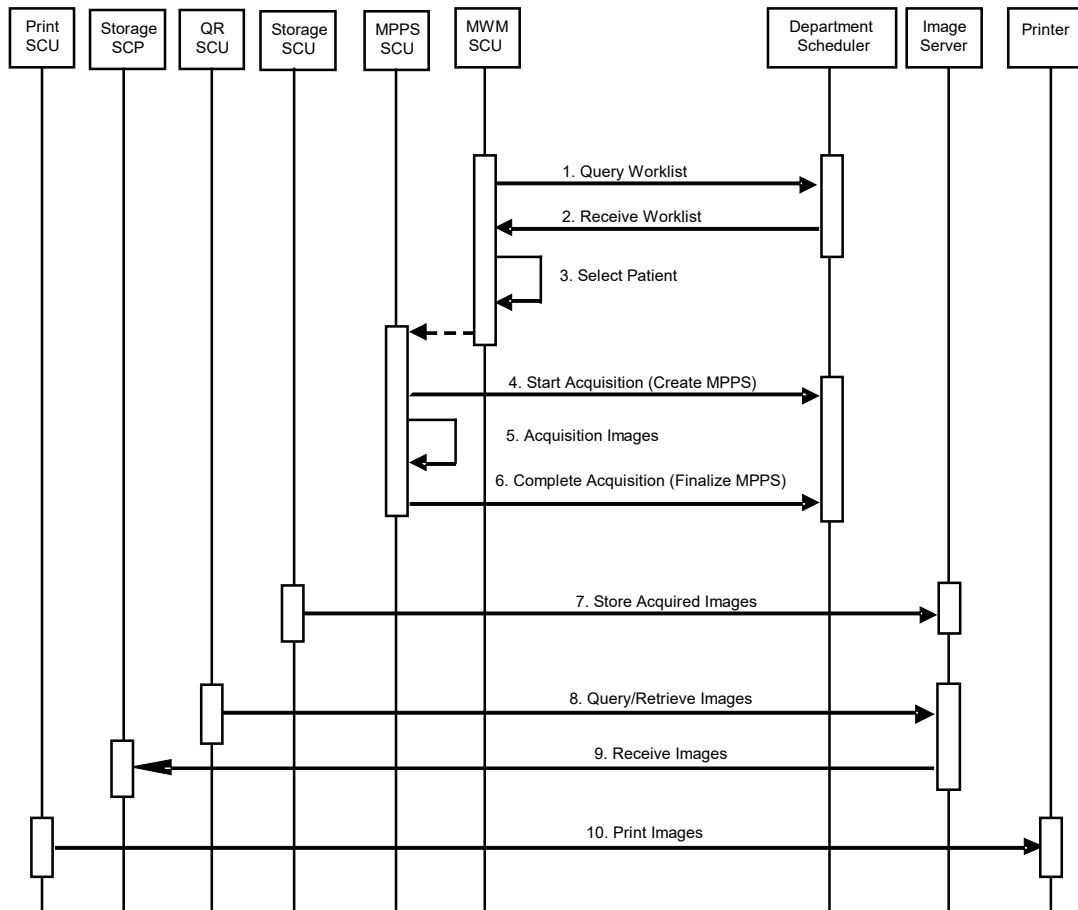 Print
SCU
Storage
SCP
QR
SCU
Storage
SCU
MPPS
SCU
MWM
SCU
Department
Scheduler
Image
Server
Printer
1. Query Worklist
2. Receive Worklist
3. Select Patient
4. Start Acquisition (Create MPPS)
5. Acquisition Images
6. Complete Acquisition (Finalize MPPS)
7. Store Acquired Images
8. Query/Retrieve Images
9. Receive Images
10. Print Images